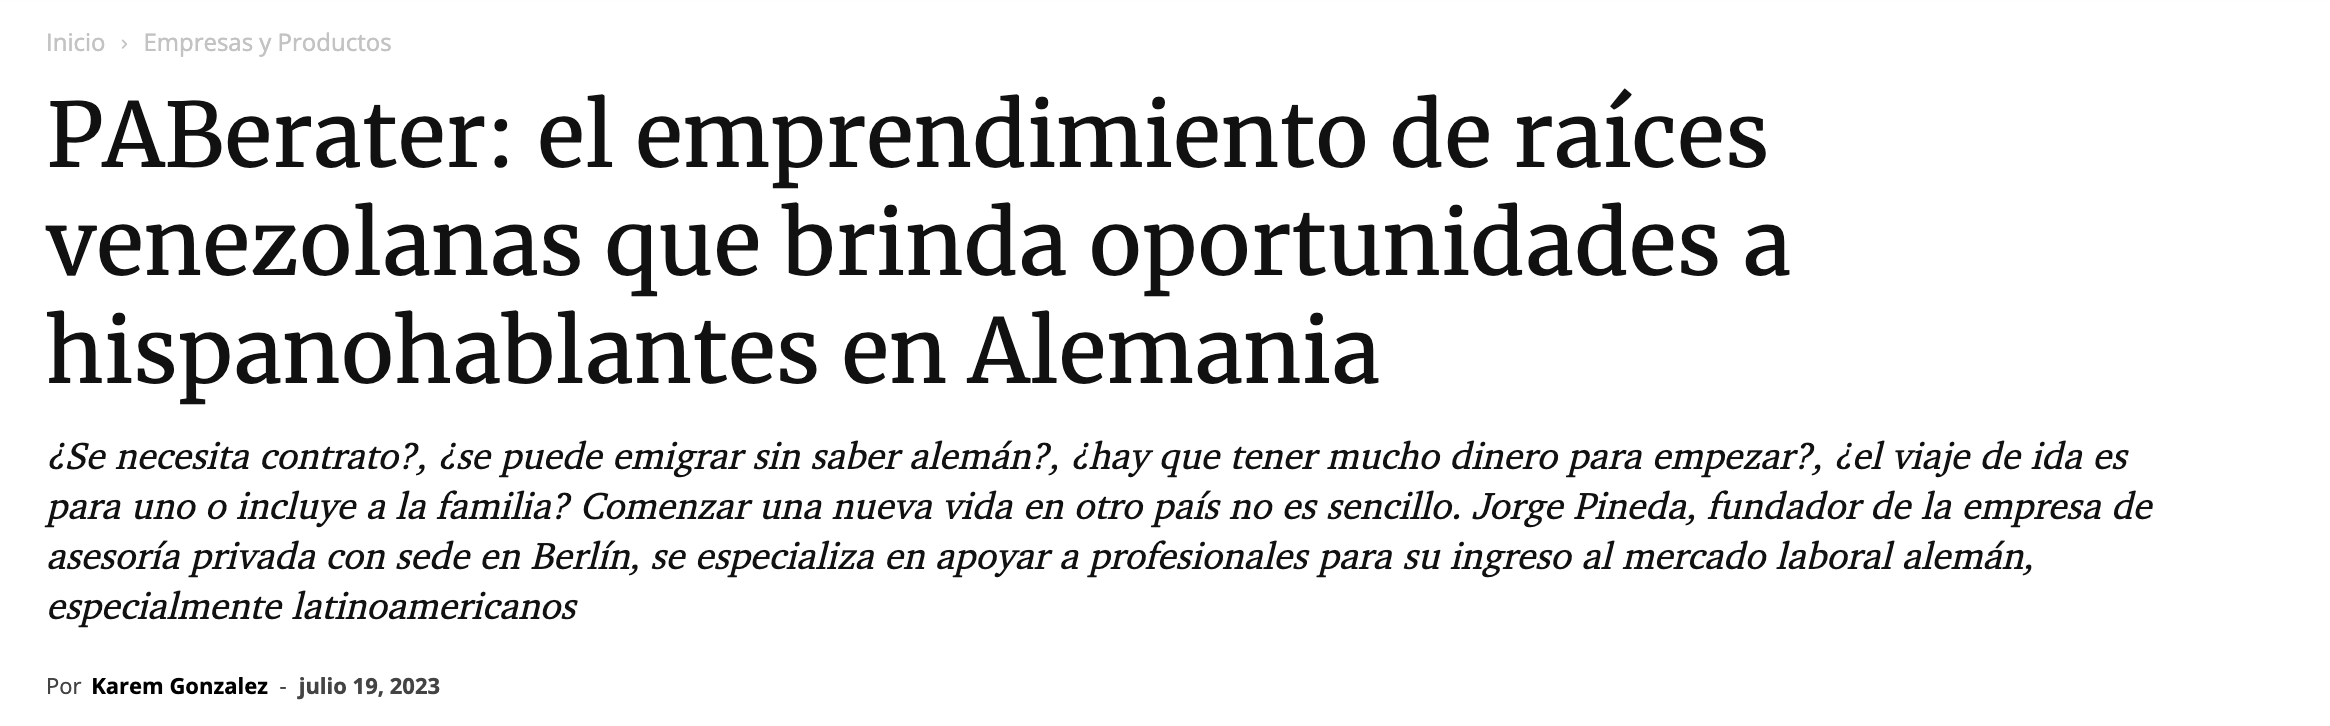 Inicio › Empresas y Productos
PABerater: el emprendimiento de raíces
venezolanas que brinda oportunidades a
hispanohablantes en Alemania
¿Se necesita contrato?, ¿se puede emigrar sin saber alemán?, ¿hay que tener mucho dinero para empezar?, ¿el viaje de ida es
para uno o incluye a la familia? Comenzar una nueva vida en otro país no es sencillo. Jorge Pineda, fundador de la empresa de
asesoría privada con sede en Berlín, se especializa en apoyar a profesionales para su ingreso al mercado laboral alemán,
especialmente latinoamericanos
Por Karem Gonzalez - julio 19, 2023